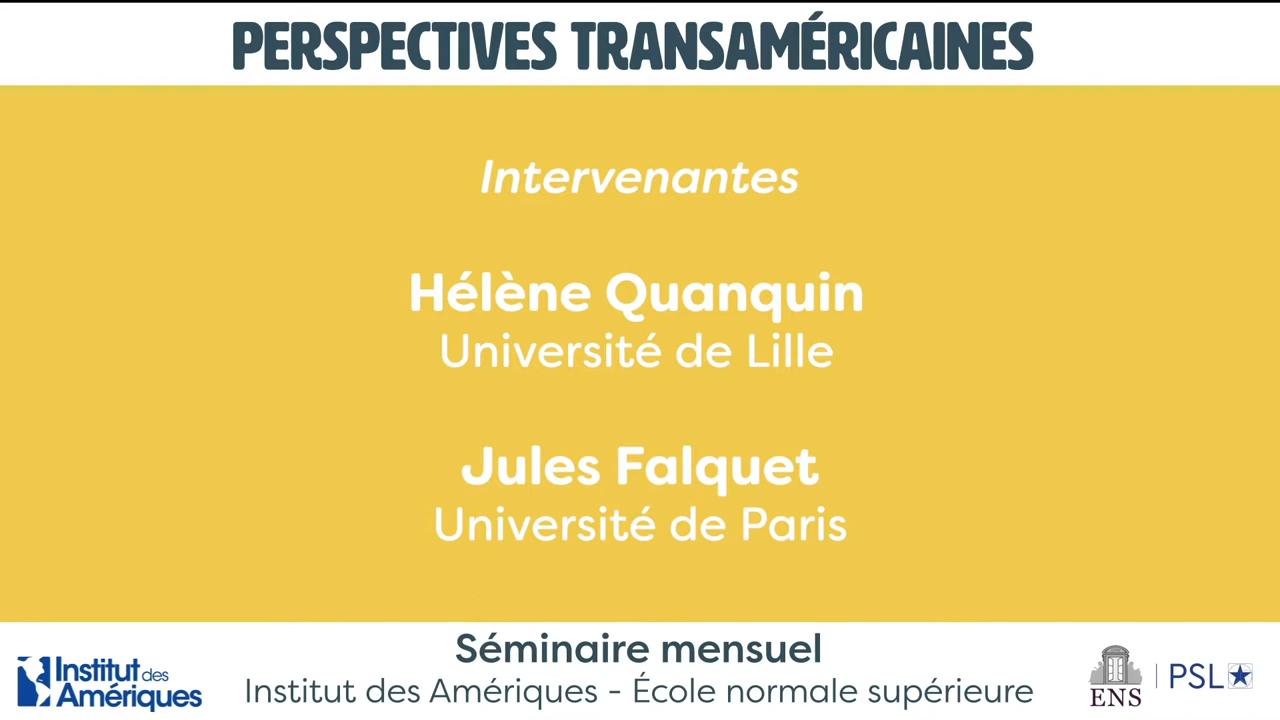 PERSPECTIVES TRANSAMÉRICAINES
Intervenantes
Hélène Quanquin
Université de Lille
Jules Falquet
Université de Paris
Séminaire mensuel
Institut des Amériques - École normale supérieure
Institut des
Amériques
ENS
PSL